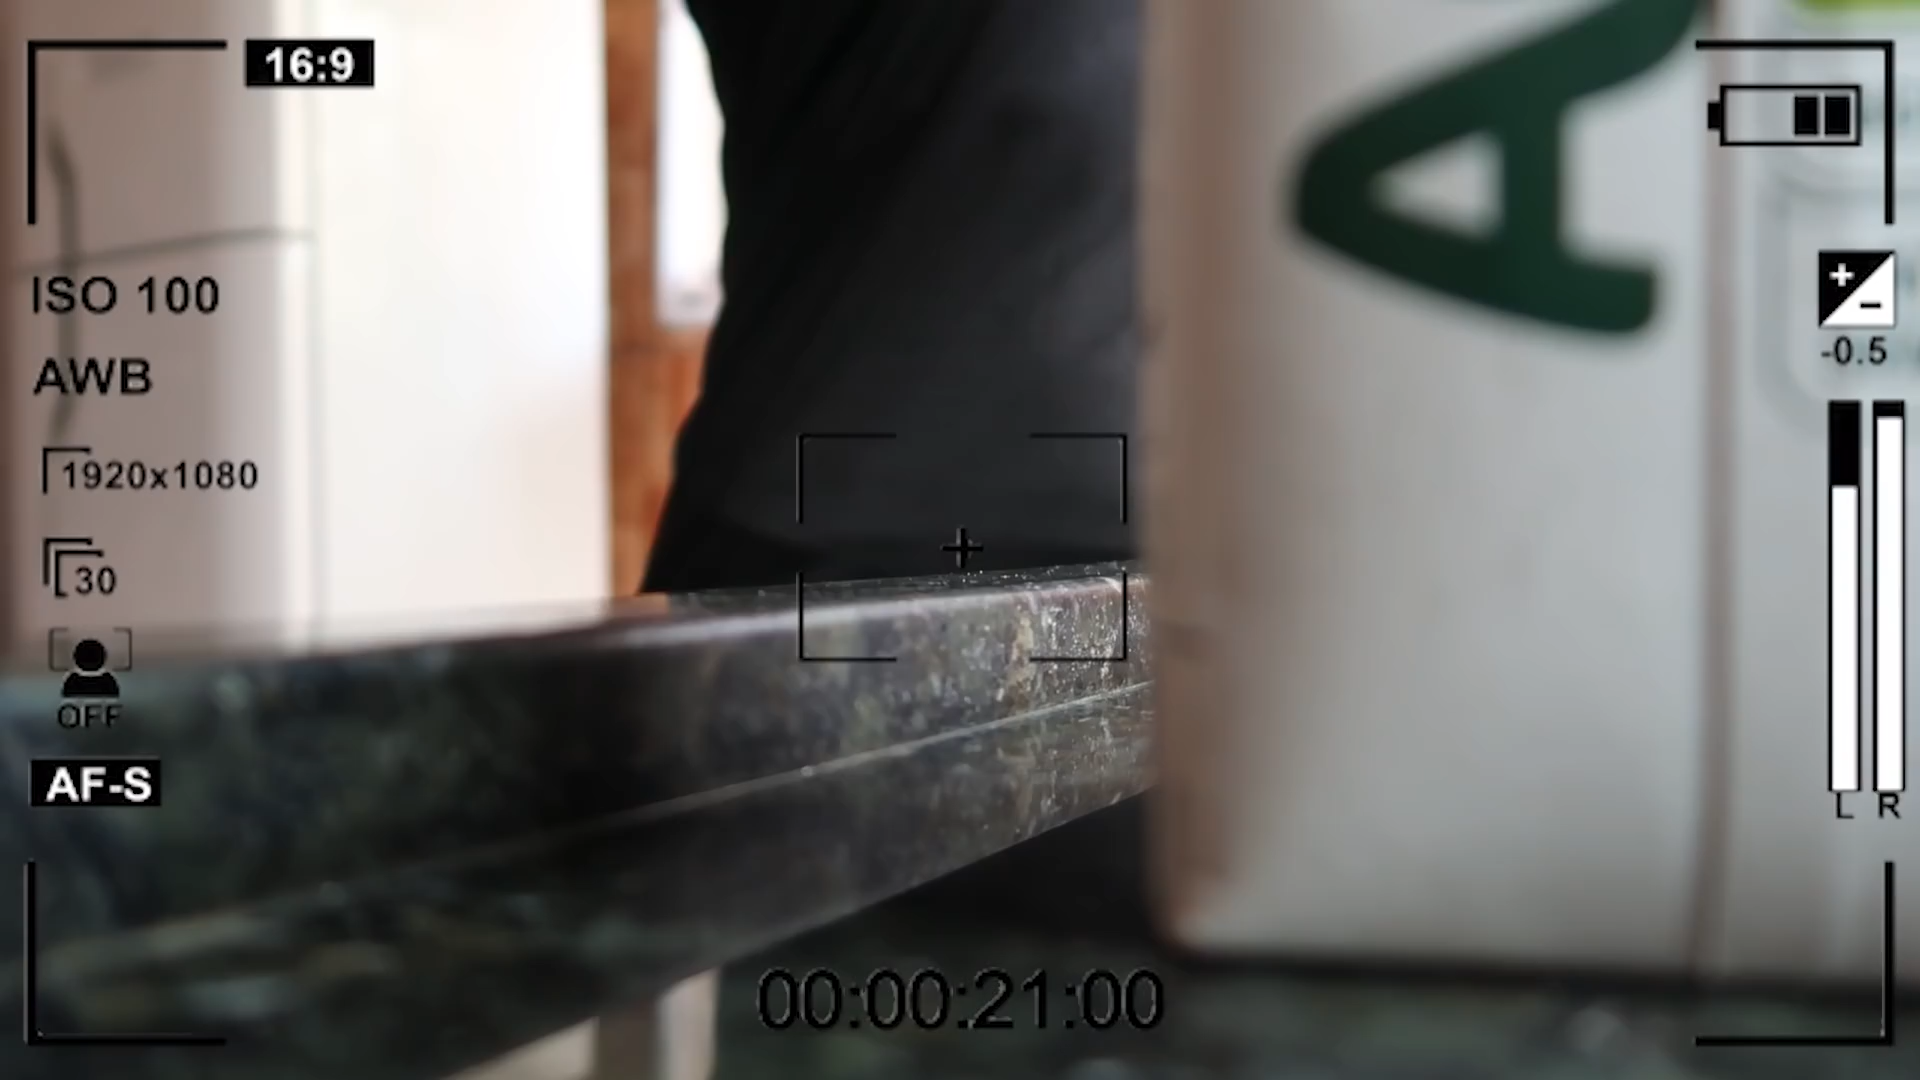 16:9
ISO 100
AWB
1920x1080
30
OFF
AF-S
A
+
-
-0.5
L R
00:00:21:00